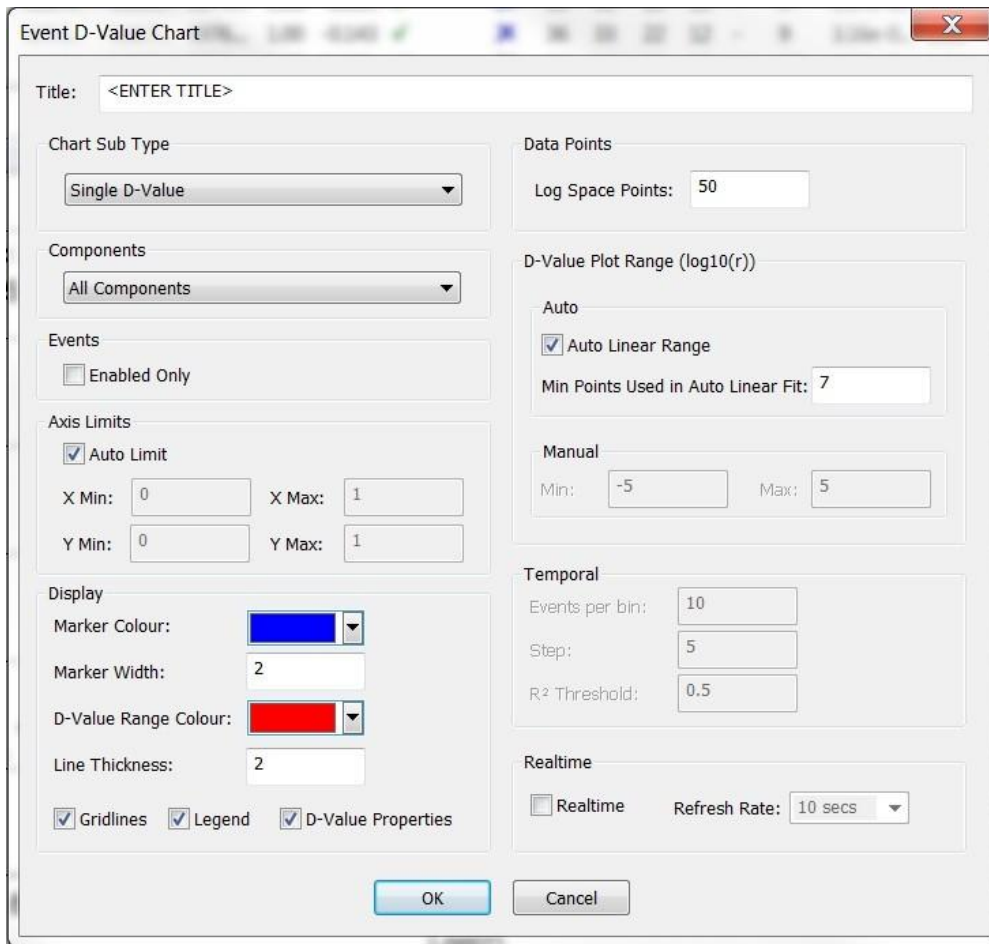 Event D-Value Chart
Title: <ENTER TITLE>
Chart Sub Type
Single D-Value
Components
All Components
Events
Enabled Only
Axis Limits
Auto Limit
X Min: 0 X Max: 1
Y Min: 0 Y Max: 1
Display
Marker Colour:
Marker Width: 2
D-Value Range Colour:
Line Thickness: 2
Gridlines Legend D-Value Properties
Data Points
Log Space Points: 50
D-Value Plot Range (log10(r))
Auto
Auto Linear Range
Min Points Used in Auto Linear Fit: 7
Manual
Min: -5 Max: 5
Temporal
Events per bin: 10
Step: 5
R² Threshold: 0.5
Realtime
Realtime Refresh Rate: 10 secs
OK Cancel